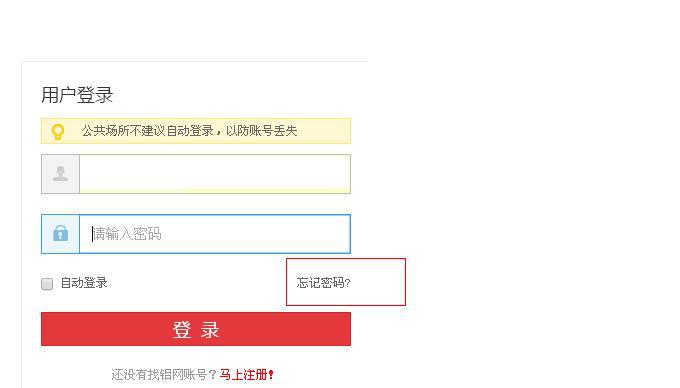 用户登录
公共场所不建议自动登录，以防账号丢失
请输入密码
自动登录 忘记密码?
登 录
还没有找铝网账号？马上注册!